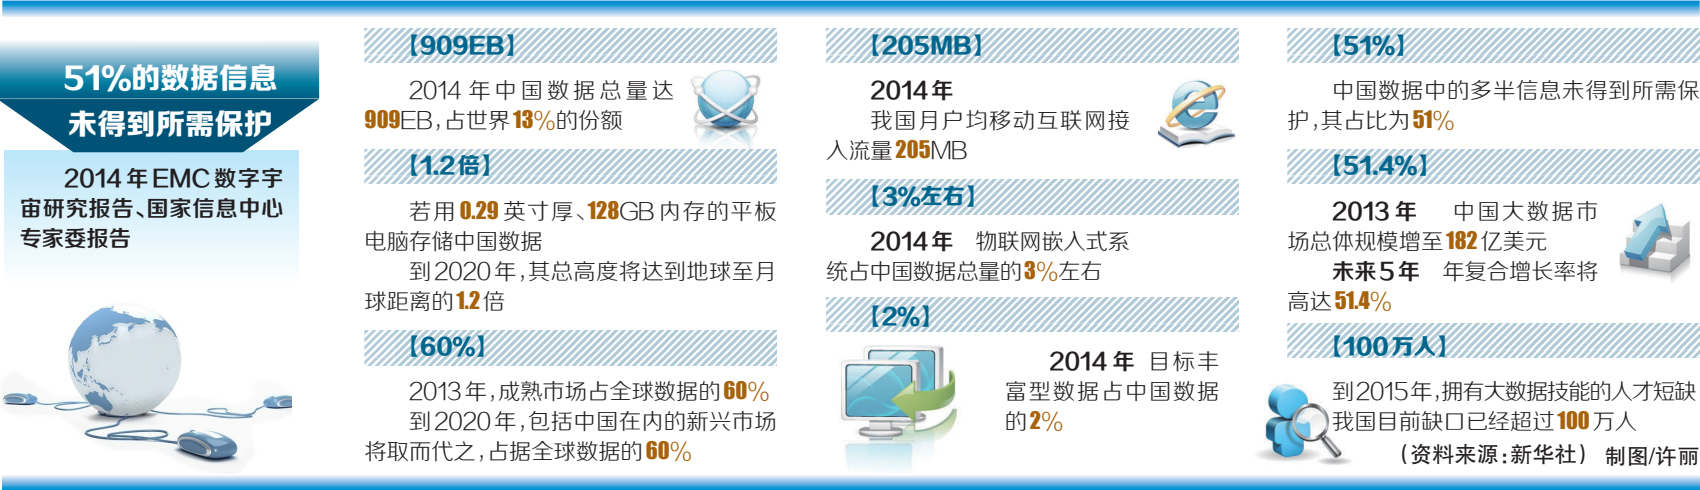 51%的数据信息
未得到所需保护
2014年EMC数字宇
宙研究报告、国家信息中心
专家委报告
【909EB】
2014年中国数据总量达
909EB,占世界13%的份额
【1.2倍】
若用0.29英寸厚、128GB内存的平板
电脑存储中国数据
到2020年,其总高度将达到地球至月
球距离的1.2倍
【60%】
2013年,成熟市场占全球数据的60%
到2020年,包括中国在内的新兴市场
将取而代之,占据全球数据的60%
【205MB】
2014年
我国月户均移动互联网接
入流量205MB
【3%左右】
2014年 物联网嵌入式系
统占中国数据总量的3%左右
【2%】
2014年 目标丰
富型数据占中国数据
的2%
【51%】
中国数据中的多半信息未得到所需保
护,其占比为51%
【51.4%】
2013年 中国大数据市
场总体规模增至182亿美元
未来5年 年复合增长率将
高达51.4%
【100万人】
到2015年,拥有大数据技能的人才短缺
我国目前缺口已经超过100万人
(资料来源:新华社) 制图/许丽